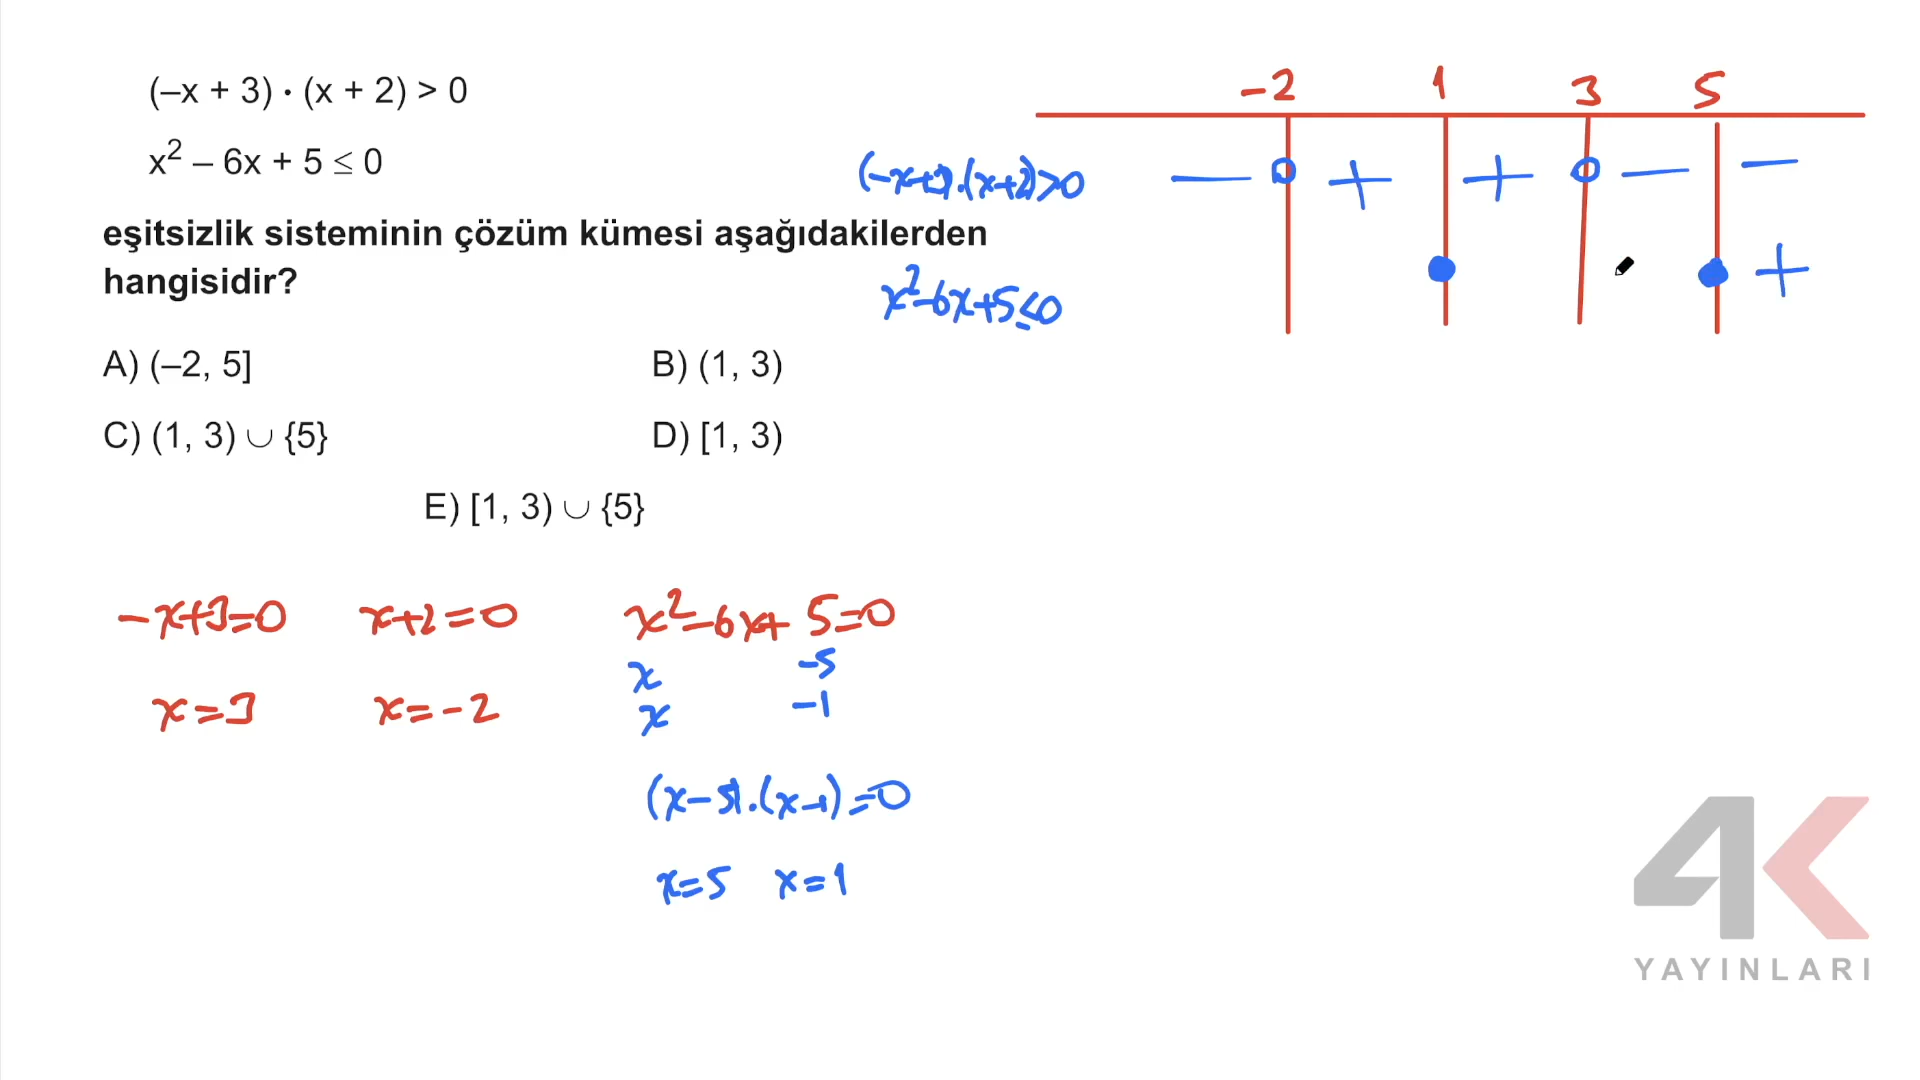 (–x + 3) · (x + 2) > 0
x² – 6x + 5 ≤ 0
eşitsizlik sisteminin çözüm kümesi aşağıdakilerden
hangisidir?
A) (–2, 5]
B) (1, 3)
C) (1, 3) ∪ {5}
D) [1, 3)
E) [1, 3) ∪ {5}
-2 1 3 5
(-x+3).(x+2)>0 — + + — —
x²-6x+5≤0 +
-x+3=0 x+2=0 x²-6x+5=0
x -5
x -1
x=3 x=-2
(x-5).(x-1)=0
x=5 x=1
4K
YAYINLARI